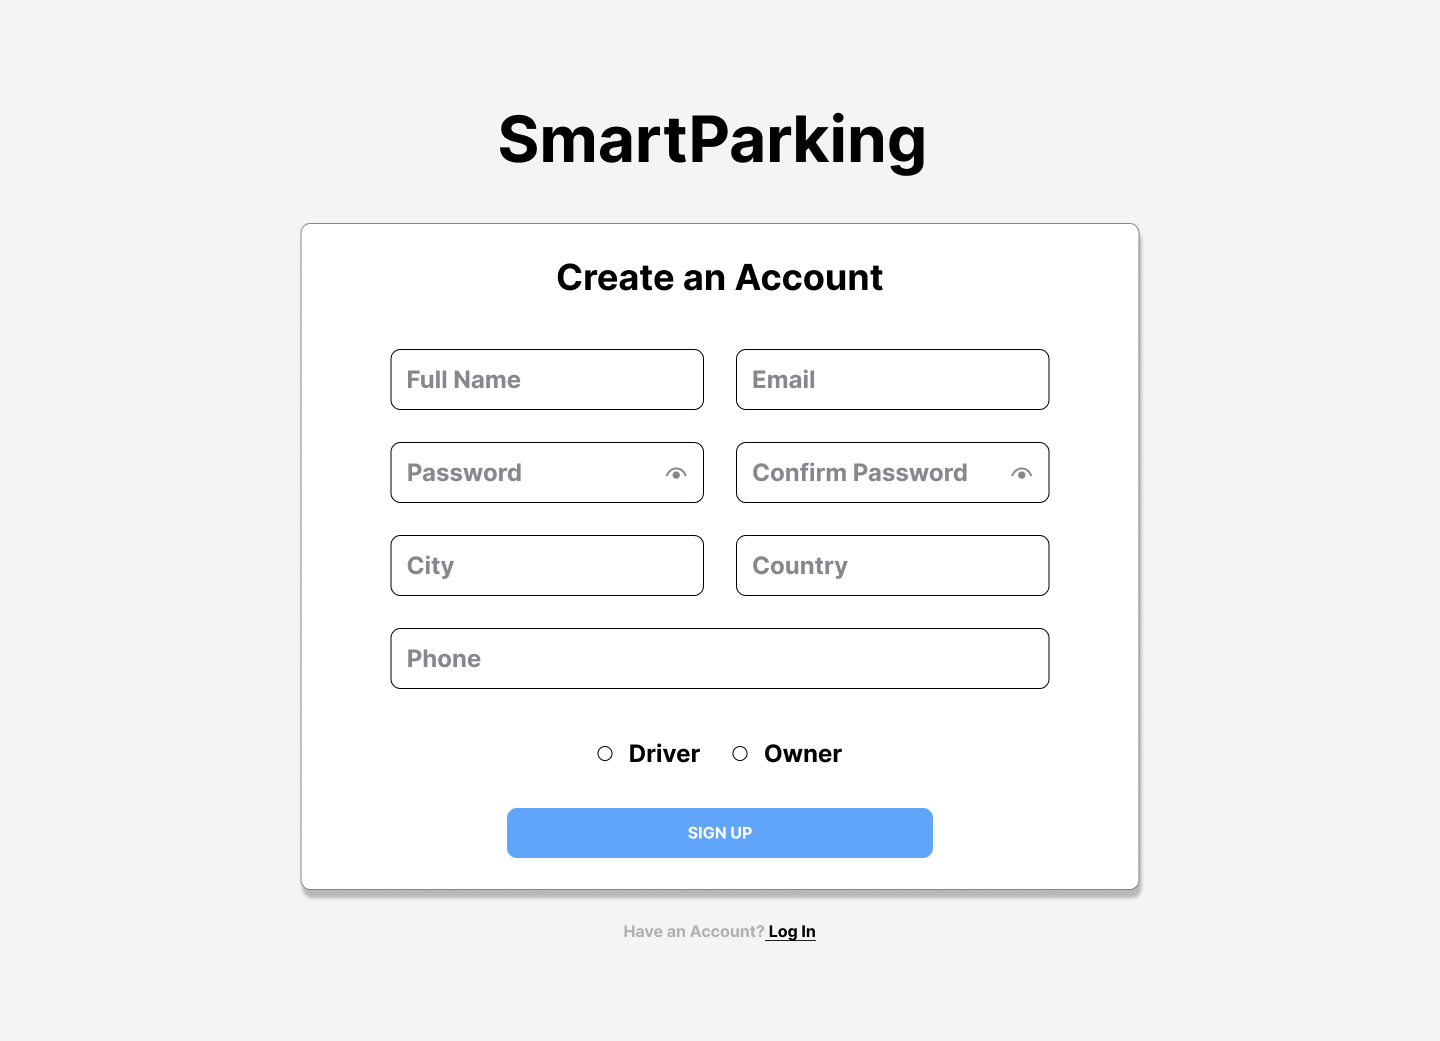 SmartParking
Create an Account
Full Name
Email
Password
Confirm Password
City
Country
Phone
Driver
Owner
SIGN UP
Have an Account? Log In